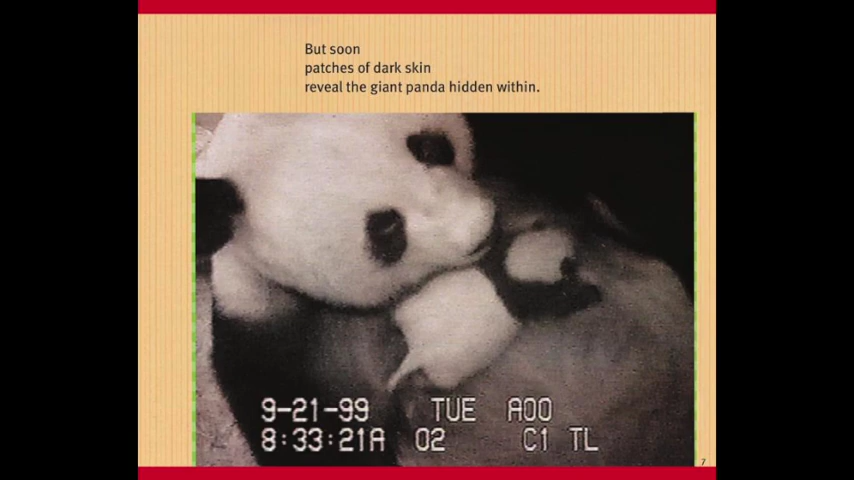 But soon
patches of dark skin
reveal the giant panda hidden within.
9-21-99 TUE A00
8:33:21A 02 C1 TL
7